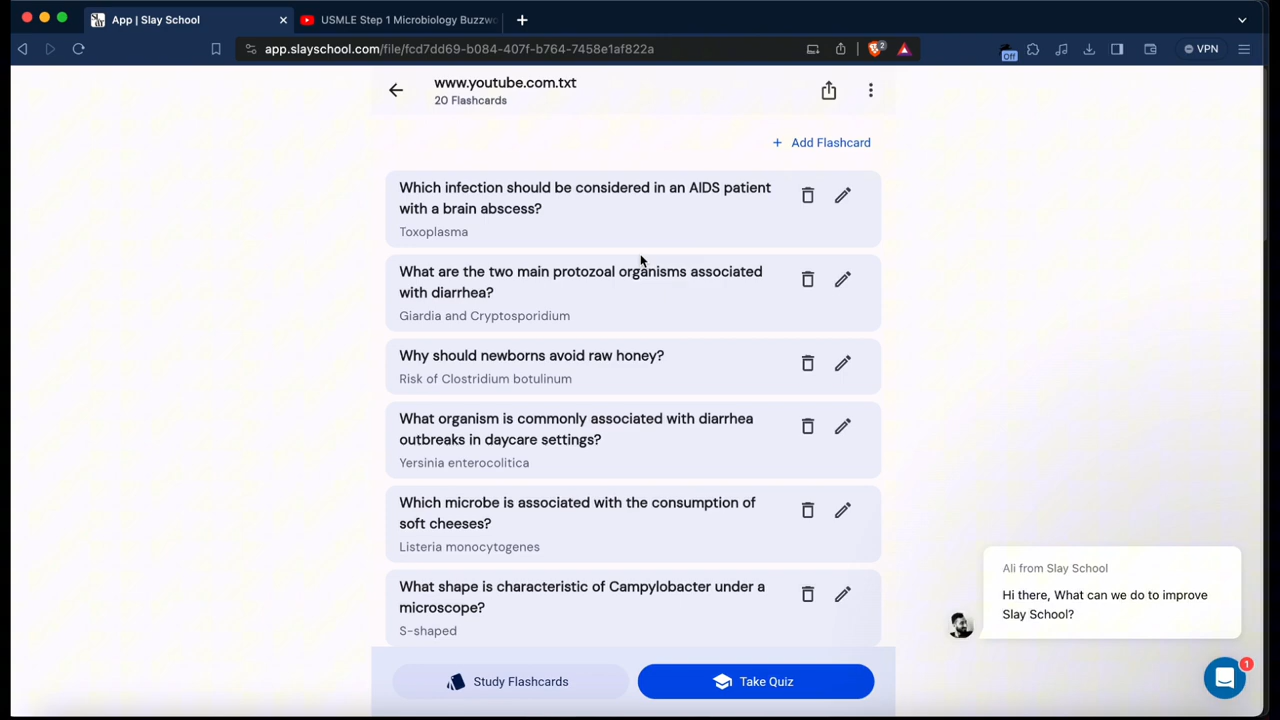 App | Slay School
USMLE Step 1 Microbiology Buzzwo
app.slayschool.com/file/fcd7dd69-b084-407f-b764-7458e1af822a
2
Off
VPN
www.youtube.com.txt
20 Flashcards
+ Add Flashcard
Which infection should be considered in an AIDS patient
with a brain abscess?
Toxoplasma
What are the two main protozoal organisms associated
with diarrhea?
Giardia and Cryptosporidium
Why should newborns avoid raw honey?
Risk of Clostridium botulinum
What organism is commonly associated with diarrhea
outbreaks in daycare settings?
Yersinia enterocolitica
Which microbe is associated with the consumption of
soft cheeses?
Listeria monocytogenes
What shape is characteristic of Campylobacter under a
microscope?
S-shaped
Ali from Slay School
Hi there, What can we do to improve
Slay School?
Study Flashcards
Take Quiz
1